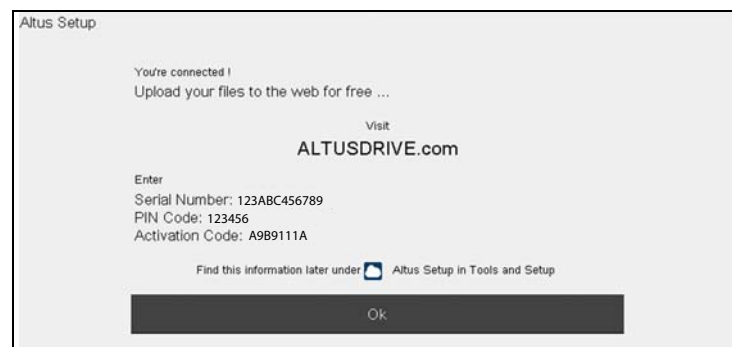 Altus Setup
You're connected !
Upload your files to the web for free ...
Visit
ALTUSDRIVE.com
Enter
Serial Number: 123ABC456789
PIN Code: 123456
Activation Code: A9B9111A
Find this information later under Altus Setup in Tools and Setup
Ok